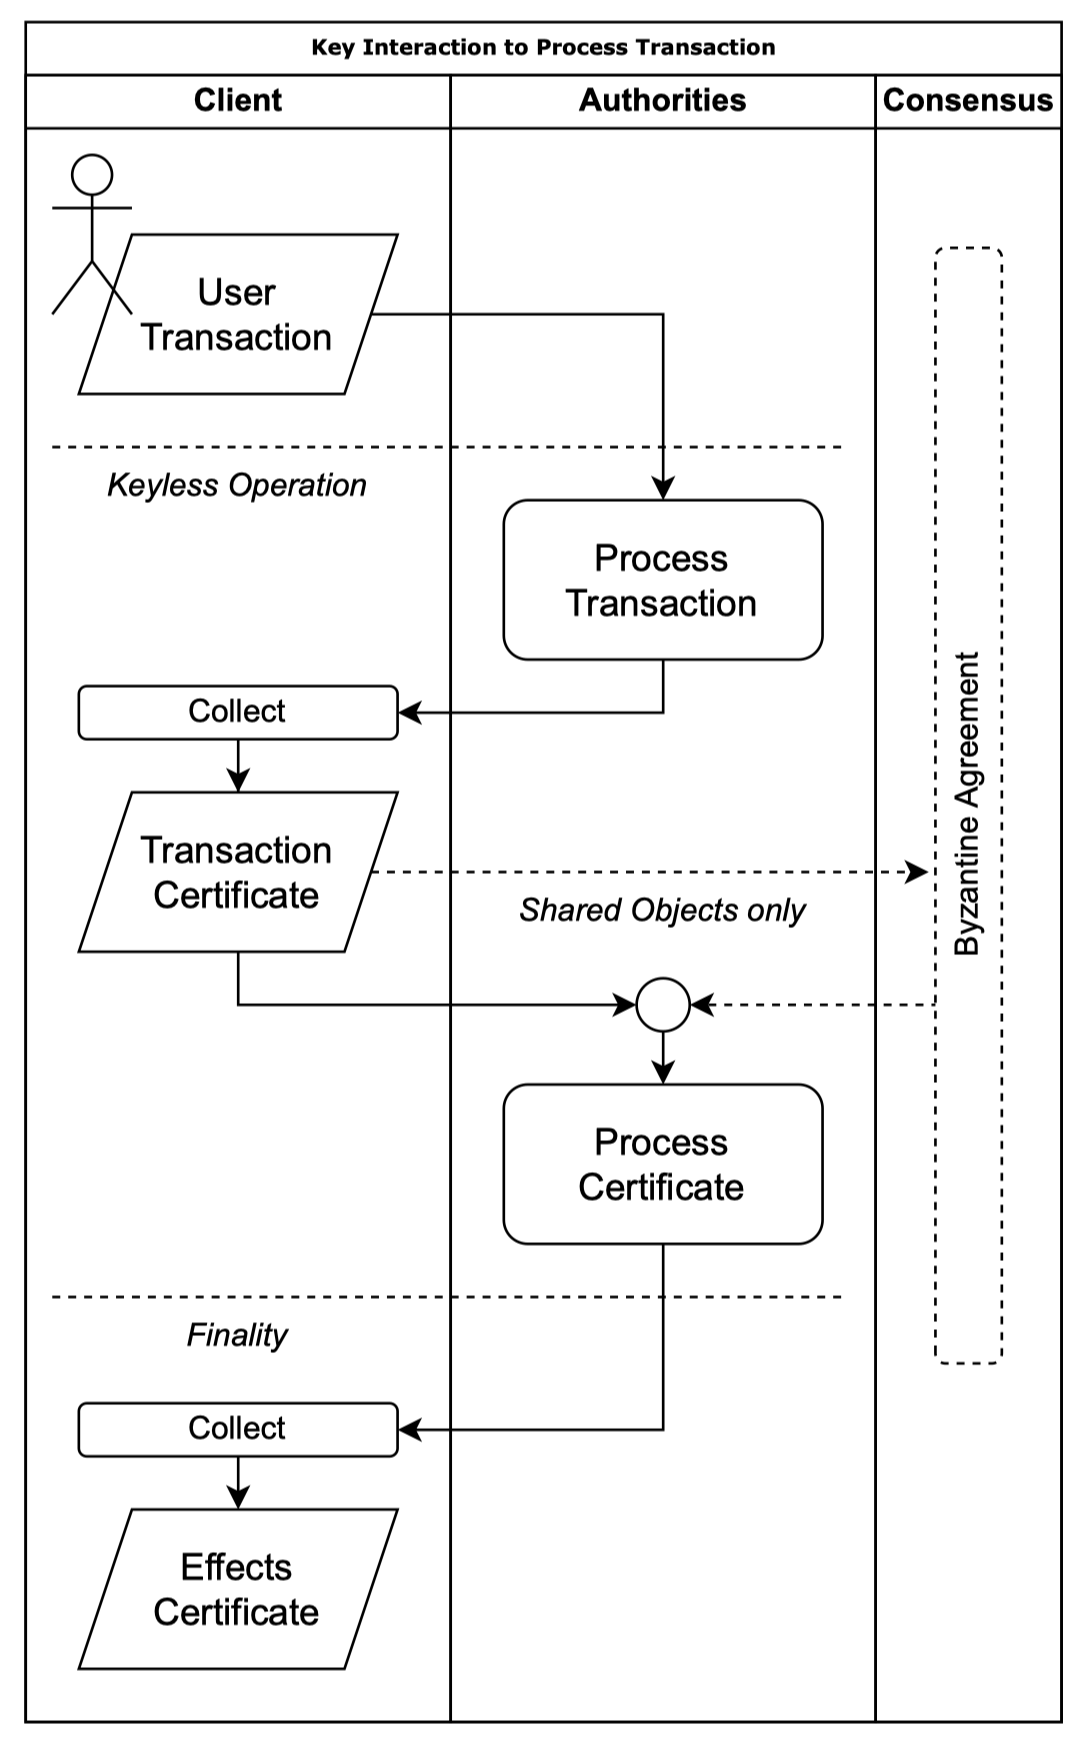 Key Interaction to Process Transaction
Client
Authorities
Consensus
User
Transaction
Keyless Operation
Process
Transaction
Collect
Transaction
Certificate
Shared Objects only
Byzantine Agreement
Process
Certificate
Finality
Collect
Effects
Certificate